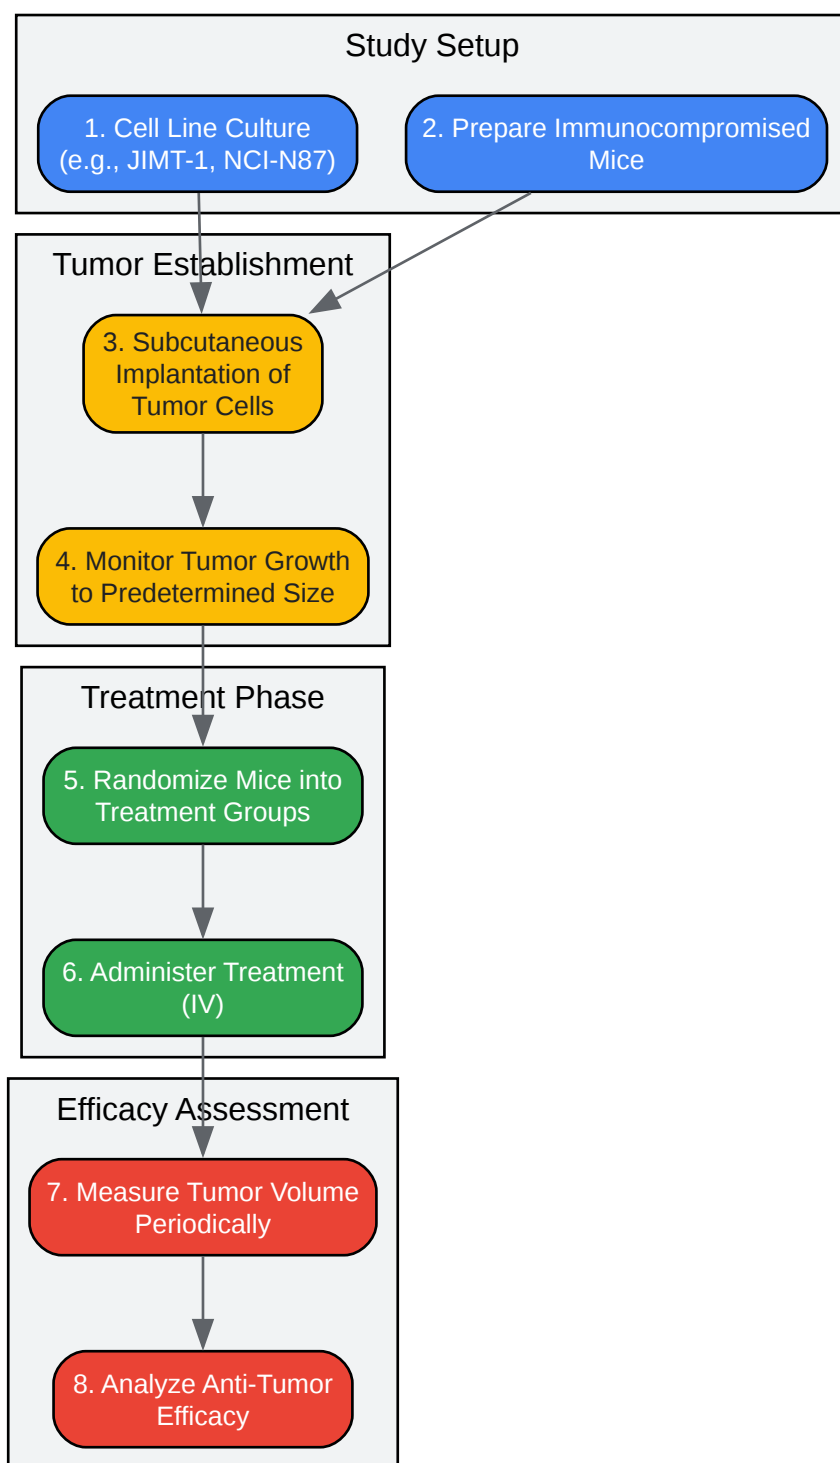 Study Setup
1. Cell Line Culture
(e.g., JIMT-1, NCI-N87)
2. Prepare Immunocompromised
Mice
Tumor Establishment
3. Subcutaneous
Implantation of
Tumor Cells
4. Monitor Tumor Growth
to Predetermined Size
Treatment Phase
5. Randomize Mice into
Treatment Groups
6. Administer Treatment
(IV)
Efficacy Assessment
7. Measure Tumor Volume
Periodically
8. Analyze Anti-Tumor
Efficacy